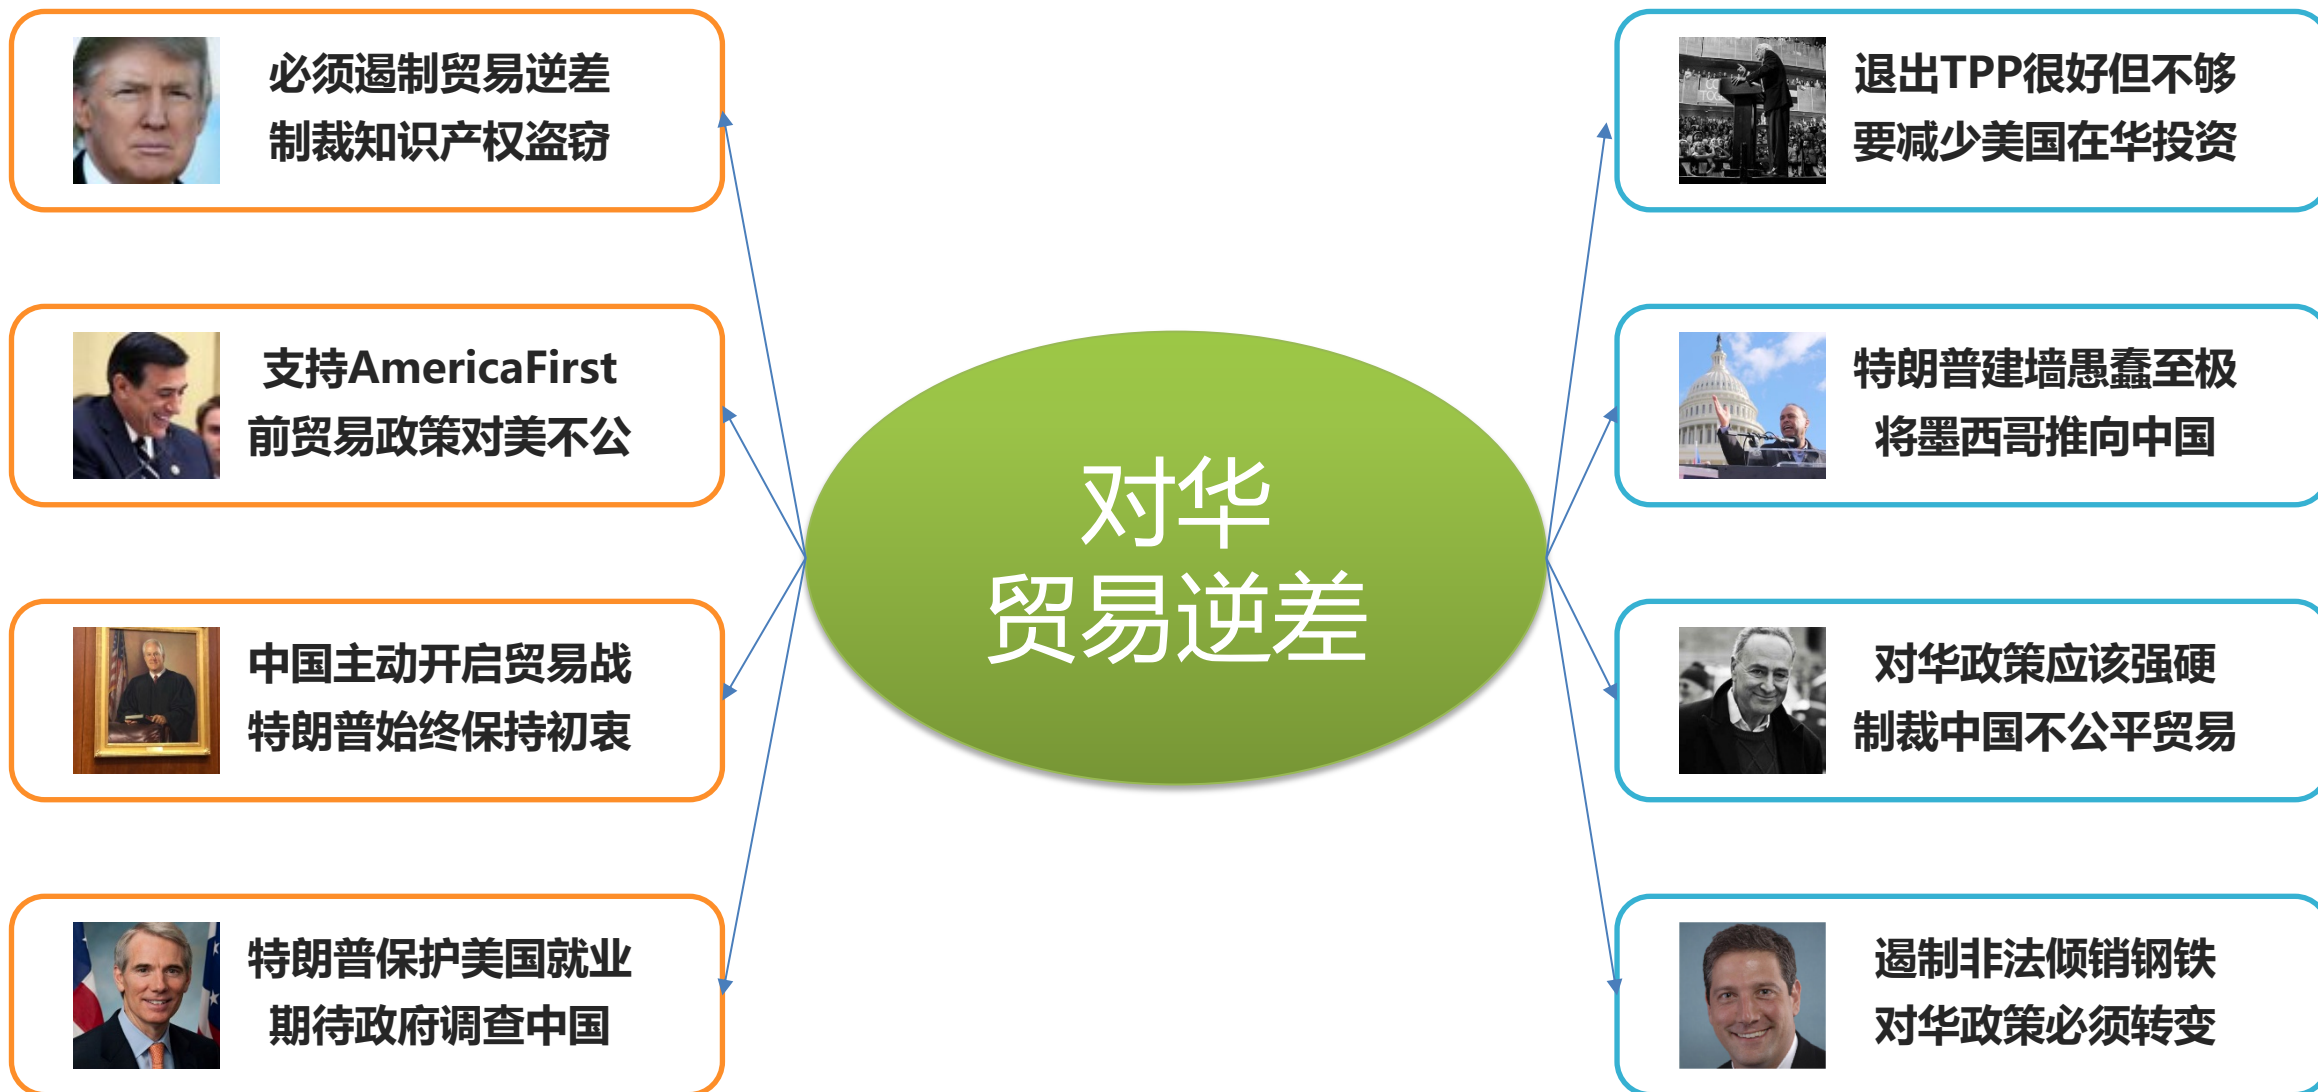 必须遏制贸易逆差
制裁知识产权盗窃
支持AmericaFirst
前贸易政策对美不公
中国主动开启贸易战
特朗普始终保持初衷
特朗普保护美国就业
期待政府调查中国
对华
贸易逆差
退出TPP很好但不够
要减少美国在华投资
特朗普建墙愚蠢至极
将墨西哥推向中国
对华政策应该强硬
制裁中国不公平贸易
遏制非法倾销钢铁
对华政策必须转变